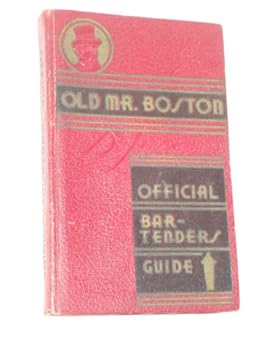 OLD MR. BOSTON
OFFICIAL
BAR-
TENDERS
GUIDE